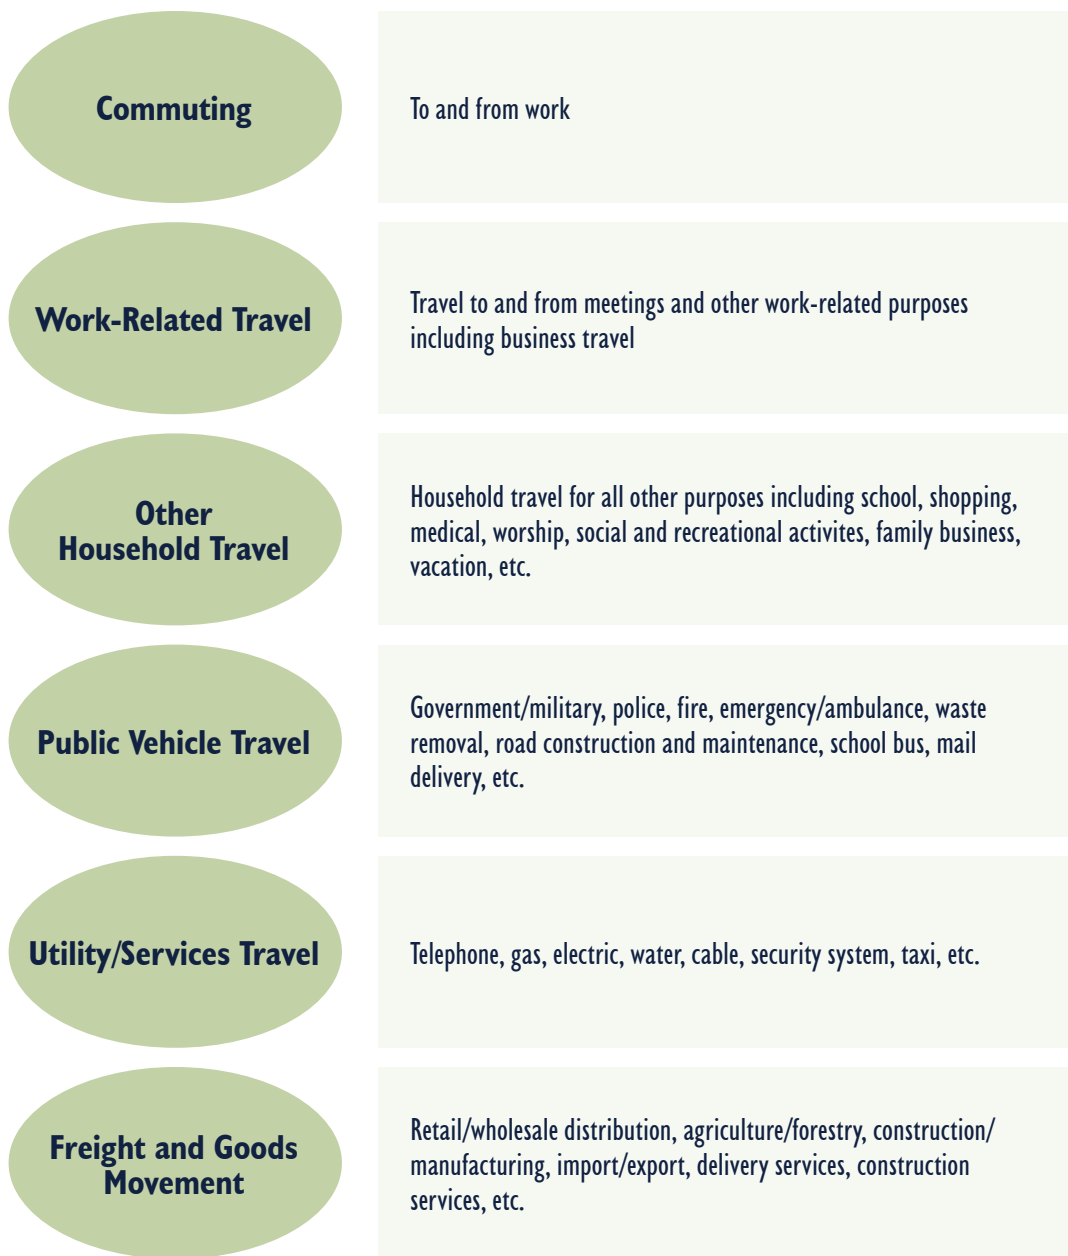 Commuting
To and from work
Work-Related Travel
Travel to and from meetings and other work-related purposes
including business travel
Other
Household Travel
Household travel for all other purposes including school, shopping,
medical, worship, social and recreational activites, family business,
vacation, etc.
Public Vehicle Travel
Government/military, police, fire, emergency/ambulance, waste
removal, road construction and maintenance, school bus, mail
delivery, etc.
Utility/Services Travel
Telephone, gas, electric, water, cable, security system, taxi, etc.
Freight and Goods
Movement
Retail/wholesale distribution, agriculture/forestry, construction/
manufacturing, import/export, delivery services, construction
services, etc.